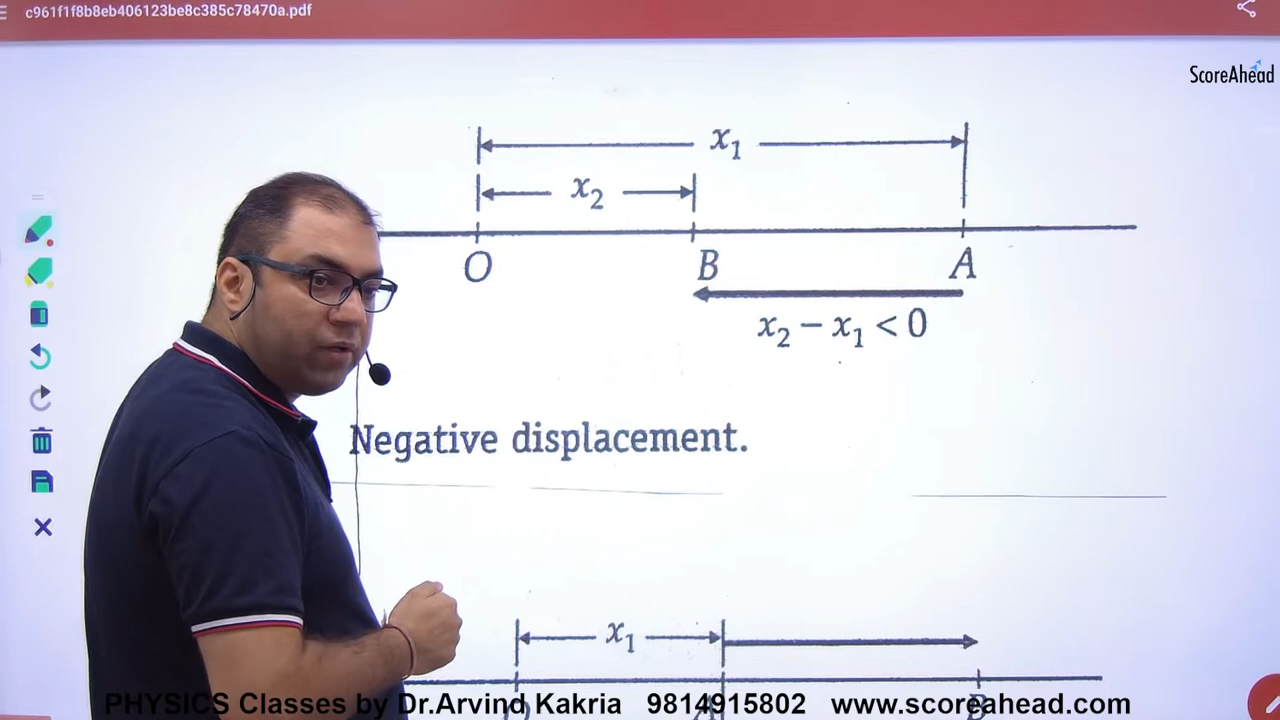 c961f1f8b8eb406123be8c385c78470a.pdf
ScoreAhead
x₁
x₂
O B A
x₂ − x₁ < 0
Negative displacement.
x₁
PHYSICS Classes by Dr.Arvind Kakria 9814915802 www.scoreahead.com